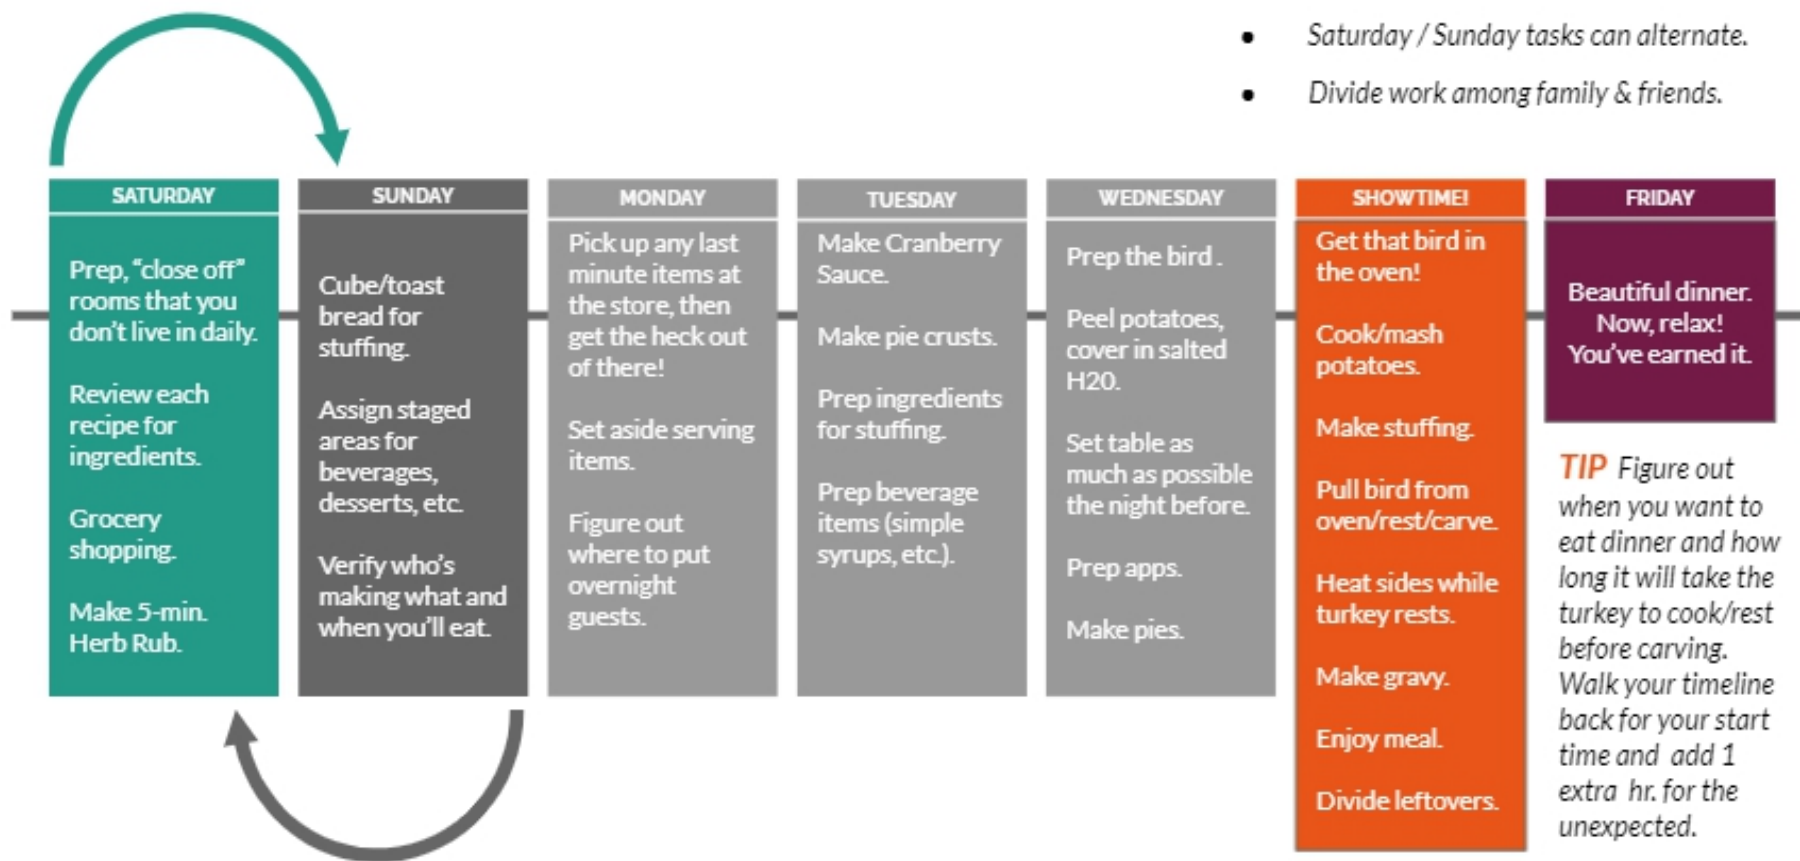 • Saturday / Sunday tasks can alternate.
• Divide work among family & friends.
SATURDAY
Prep, “close off”
rooms that you
don’t live in daily.
Review each
recipe for
ingredients.
Grocery
shopping.
Make 5-min.
Herb Rub.
SUNDAY
Cube/toast
bread for
stuffing.
Assign staged
areas for
beverages,
desserts, etc.
Verify who’s
making what and
when you’ll eat.
MONDAY
Pick up any last
minute items at
the store, then
get the heck out
of there!
Set aside serving
items.
Figure out
where to put
overnight
guests.
TUESDAY
Make Cranberry
Sauce.
Make pie crusts.
Prep ingredients
for stuffing.
Prep beverage
items (simple
syrups, etc.).
WEDNESDAY
Prep the bird .
Peel potatoes,
cover in salted
H20.
Set table as
much as possible
the night before.
Prep apps.
Make pies.
SHOWTIME!
Get that bird in
the oven!
Cook/mash
potatoes.
Make stuffing.
Pull bird from
oven/rest/carve.
Heat sides while
turkey rests.
Make gravy.
Enjoy meal.
Divide leftovers.
FRIDAY
Beautiful dinner.
Now, relax!
You’ve earned it.
TIP Figure out
when you want to
eat dinner and how
long it will take the
turkey to cook/rest
before carving.
Walk your timeline
back for your start
time and add 1
extra hr. for the
unexpected.